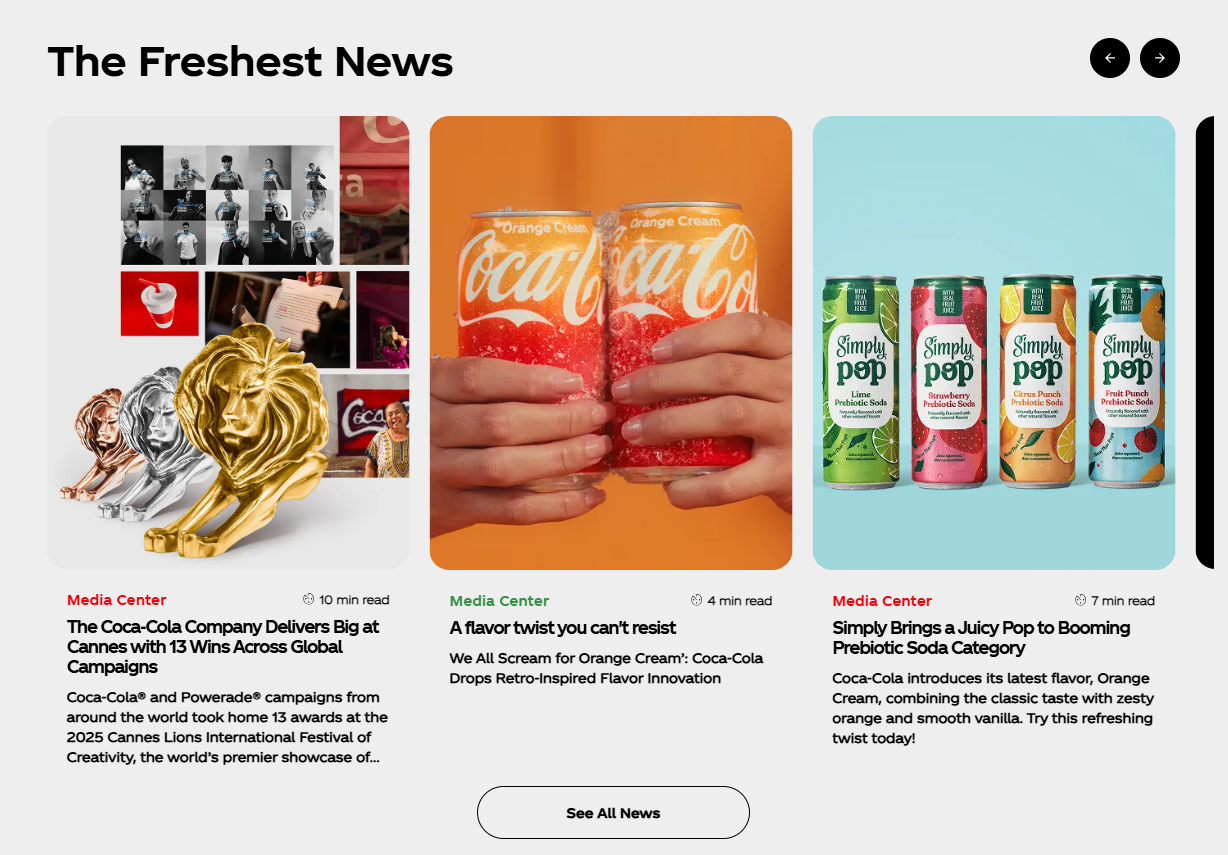 The Freshest News
ta
Orange Cream
Orange Cream
Coca-C
oca-Co
Coca
WITH
REAL
FRUIT
JUICE
Simply
pop
Lime
Prebiotic Soda
Naturally flavored with
other natural flavors
WITH
REAL
FRUIT
JUICE
Simply
pop
Strawberry
Prebiotic Soda
Naturally flavored with
other natural flavors
WITH
REAL
FRUIT
JUICE
Simply
pop
Citrus Punch
Prebiotic Soda
Naturally flavored with
other natural flavors
WITH
REAL
FRUIT
JUICE
Simply
pop
Fruit Punch
Prebiotic Soda
Naturally flavored with
other natural flavors
Media Center
10 min read
The Coca-Cola Company Delivers Big at
Cannes with 13 Wins Across Global
Campaigns
Coca-Cola® and Powerade® campaigns from
around the world took home 13 awards at the
2025 Cannes Lions International Festival of
Creativity, the world's premier showcase of...
Media Center
4 min read
A flavor twist you can't resist
We All Scream for Orange Cream’: Coca-Cola
Drops Retro-Inspired Flavor Innovation
Media Center
7 min read
Simply Brings a Juicy Pop to Booming
Prebiotic Soda Category
Coca-Cola introduces its latest flavor, Orange
Cream, combining the classic taste with zesty
orange and smooth vanilla. Try this refreshing
twist today!
See All News